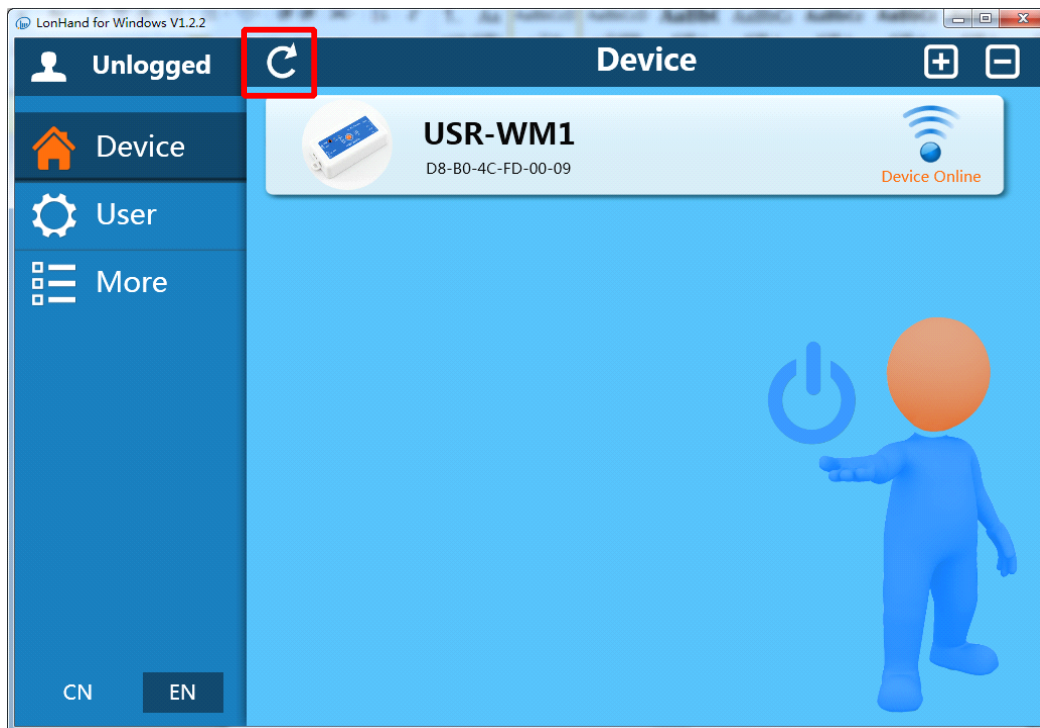 LonHand for Windows V1.2.2
Unlogged
Device
Device
User
More
USR-WM1
D8-B0-4C-FD-00-09
Device Online
CN
EN